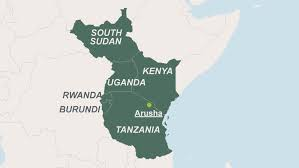 SOUTH
SUDAN
KENYA
UGANDA
RWANDA
BURUNDI
Arusha
TANZANIA